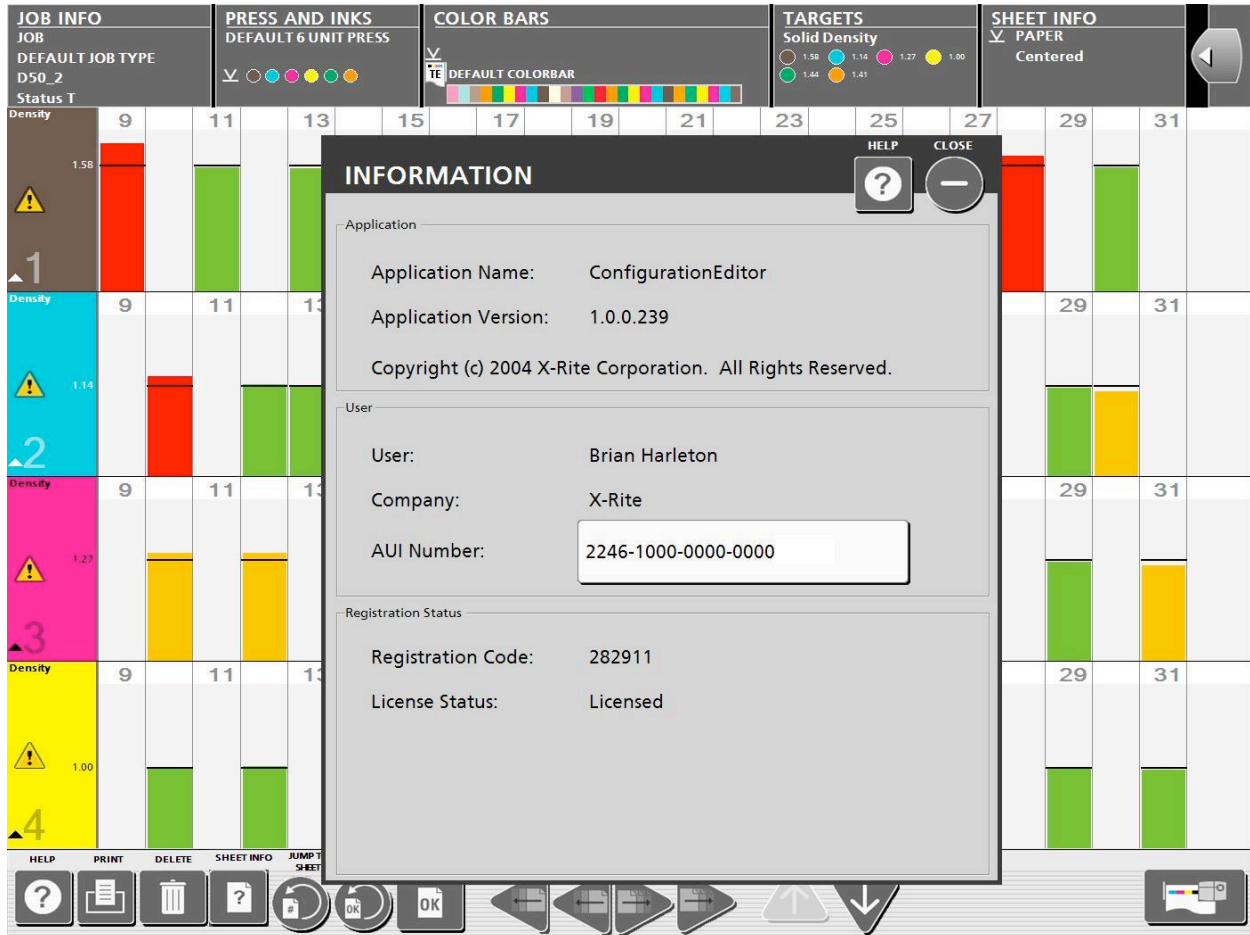 JOB INFO
JOB
DEFAULT JOB TYPE
D50_2
Status T
PRESS AND INKS
DEFAULT 6 UNIT PRESS
COLOR BARS
TE DEFAULT COLORBAR
TARGETS
Solid Density
1.58 1.14 1.27 1.00
1.44 1.41
SHEET INFO
PAPER
Centered
Density 9 11 13 15 17 19 21 23 25 27 29 31
1.58
1
INFORMATION
HELP CLOSE
?
Application
Application Name: ConfigurationEditor
Application Version: 1.0.0.239
Copyright (c) 2004 X-Rite Corporation. All Rights Reserved.
User
User: Brian Harleton
Company: X-Rite
AUI Number: 2246-1000-0000-0000
Registration Status
Registration Code: 282911
License Status: Licensed
Density 9 11 29 31
1.14
2
Density 9 11 29 31
1.27
3
Density 9 11 29 31
1.00
4
HELP PRINT DELETE SHEET INFO JUMP T
SHEET
? ? # OK OK